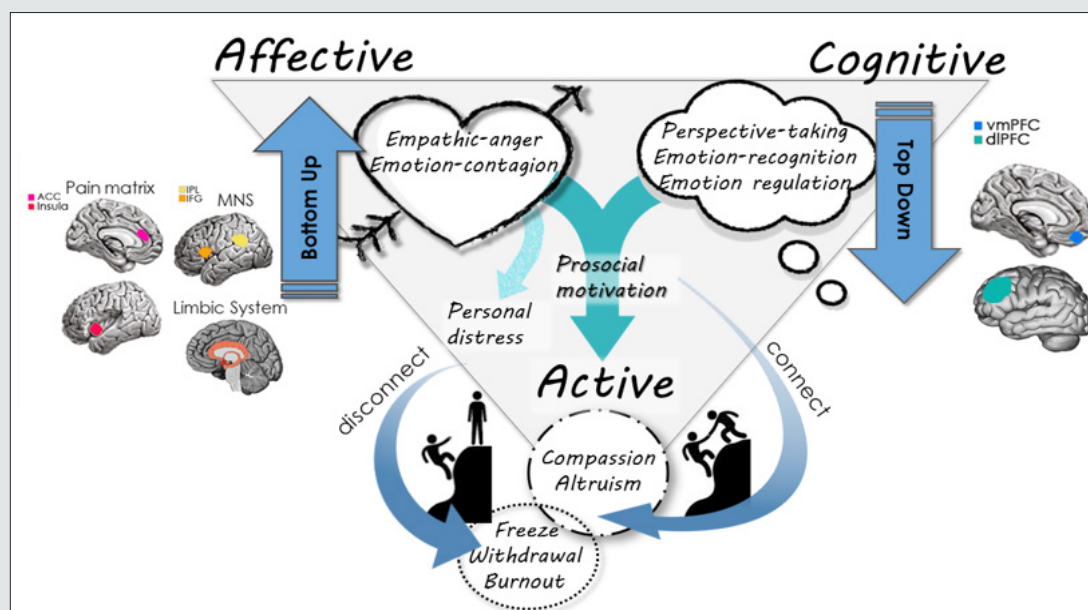 Affective
Cognitive
Empathic-anger
Emotion-contagion
Perspective-taking
Emotion-recognition
Emotion regulation
Bottom Up
Top Down
vmPFC
dlPFC
Pain matrix
ACC
Insula
IPL
IFG
MNS
Limbic System
Prosocial
motivation
Personal
distress
disconnect
connect
Active
Compassion
Altruism
Freeze
Withdrawal
Burnout